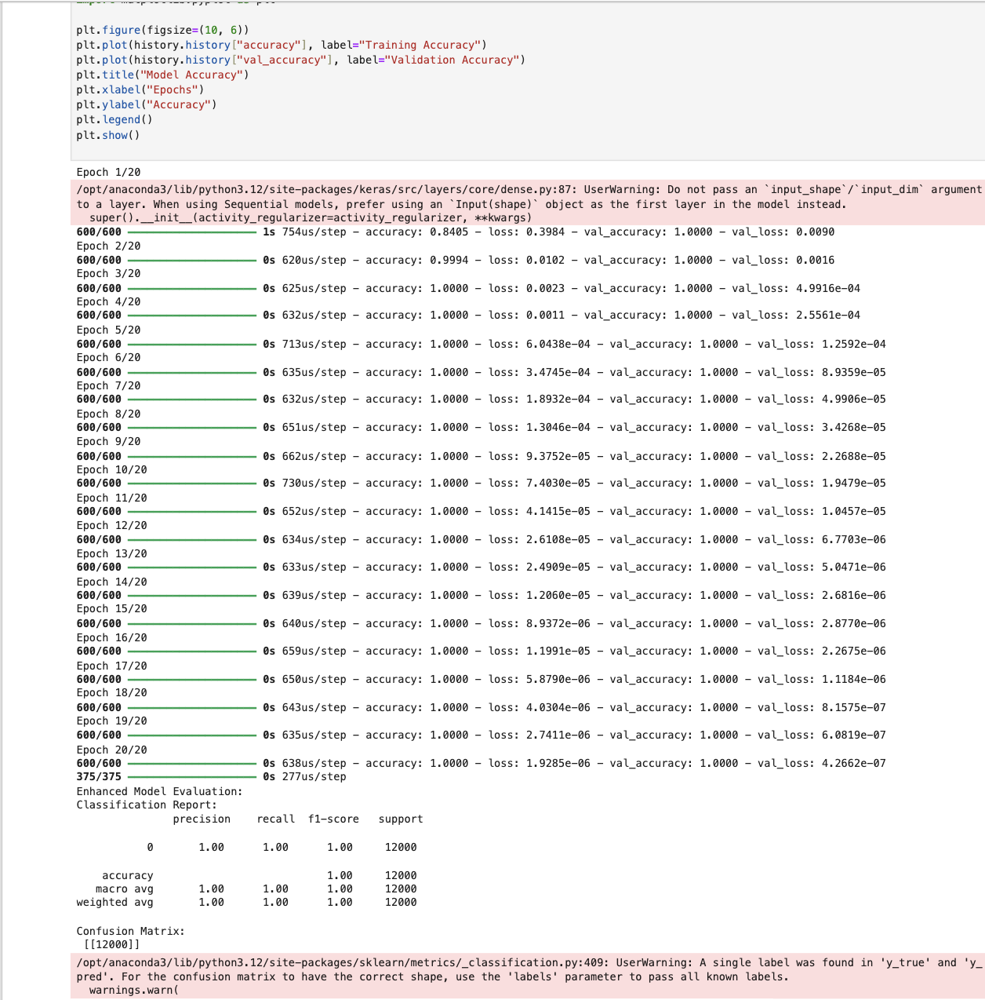 plt.figure(figsize=(10, 6))
plt.plot(history.history["accuracy"], label="Training Accuracy")
plt.plot(history.history["val_accuracy"], label="Validation Accuracy")
plt.title("Model Accuracy")
plt.xlabel("Epochs")
plt.ylabel("Accuracy")
plt.legend()
plt.show()
Epoch 1/20
/opt/anaconda3/lib/python3.12/site-packages/keras/src/layers/core/dense.py:87: UserWarning: Do not pass an `input_shape`/`input_dim` argument
to a layer. When using Sequential models, prefer using an `Input(shape)` object as the first layer in the model instead.
  super().__init__(activity_regularizer=activity_regularizer, **kwargs)
600/600 ━━━━━━━━━━━━━━━━━━━━ 1s 754us/step - accuracy: 0.8405 - loss: 0.3984 - val_accuracy: 1.0000 - val_loss: 0.0090
Epoch 2/20
600/600 ━━━━━━━━━━━━━━━━━━━━ 0s 620us/step - accuracy: 0.9994 - loss: 0.0102 - val_accuracy: 1.0000 - val_loss: 0.0016
Epoch 3/20
600/600 ━━━━━━━━━━━━━━━━━━━━ 0s 625us/step - accuracy: 1.0000 - loss: 0.0023 - val_accuracy: 1.0000 - val_loss: 4.9916e-04
Epoch 4/20
600/600 ━━━━━━━━━━━━━━━━━━━━ 0s 632us/step - accuracy: 1.0000 - loss: 0.0011 - val_accuracy: 1.0000 - val_loss: 2.5561e-04
Epoch 5/20
600/600 ━━━━━━━━━━━━━━━━━━━━ 0s 713us/step - accuracy: 1.0000 - loss: 6.0438e-04 - val_accuracy: 1.0000 - val_loss: 1.2592e-04
Epoch 6/20
600/600 ━━━━━━━━━━━━━━━━━━━━ 0s 635us/step - accuracy: 1.0000 - loss: 3.4745e-04 - val_accuracy: 1.0000 - val_loss: 8.9359e-05
Epoch 7/20
600/600 ━━━━━━━━━━━━━━━━━━━━ 0s 632us/step - accuracy: 1.0000 - loss: 1.8932e-04 - val_accuracy: 1.0000 - val_loss: 4.9906e-05
Epoch 8/20
600/600 ━━━━━━━━━━━━━━━━━━━━ 0s 651us/step - accuracy: 1.0000 - loss: 1.3046e-04 - val_accuracy: 1.0000 - val_loss: 3.4268e-05
Epoch 9/20
600/600 ━━━━━━━━━━━━━━━━━━━━ 0s 662us/step - accuracy: 1.0000 - loss: 9.3752e-05 - val_accuracy: 1.0000 - val_loss: 2.2688e-05
Epoch 10/20
600/600 ━━━━━━━━━━━━━━━━━━━━ 0s 730us/step - accuracy: 1.0000 - loss: 7.4030e-05 - val_accuracy: 1.0000 - val_loss: 1.9479e-05
Epoch 11/20
600/600 ━━━━━━━━━━━━━━━━━━━━ 0s 652us/step - accuracy: 1.0000 - loss: 4.1415e-05 - val_accuracy: 1.0000 - val_loss: 1.0457e-05
Epoch 12/20
600/600 ━━━━━━━━━━━━━━━━━━━━ 0s 634us/step - accuracy: 1.0000 - loss: 2.6108e-05 - val_accuracy: 1.0000 - val_loss: 6.7703e-06
Epoch 13/20
600/600 ━━━━━━━━━━━━━━━━━━━━ 0s 633us/step - accuracy: 1.0000 - loss: 2.4909e-05 - val_accuracy: 1.0000 - val_loss: 5.0471e-06
Epoch 14/20
600/600 ━━━━━━━━━━━━━━━━━━━━ 0s 639us/step - accuracy: 1.0000 - loss: 1.2060e-05 - val_accuracy: 1.0000 - val_loss: 2.6816e-06
Epoch 15/20
600/600 ━━━━━━━━━━━━━━━━━━━━ 0s 640us/step - accuracy: 1.0000 - loss: 8.9372e-06 - val_accuracy: 1.0000 - val_loss: 2.8770e-06
Epoch 16/20
600/600 ━━━━━━━━━━━━━━━━━━━━ 0s 659us/step - accuracy: 1.0000 - loss: 1.1991e-05 - val_accuracy: 1.0000 - val_loss: 2.2675e-06
Epoch 17/20
600/600 ━━━━━━━━━━━━━━━━━━━━ 0s 650us/step - accuracy: 1.0000 - loss: 5.8790e-06 - val_accuracy: 1.0000 - val_loss: 1.1184e-06
Epoch 18/20
600/600 ━━━━━━━━━━━━━━━━━━━━ 0s 643us/step - accuracy: 1.0000 - loss: 4.0304e-06 - val_accuracy: 1.0000 - val_loss: 8.1575e-07
Epoch 19/20
600/600 ━━━━━━━━━━━━━━━━━━━━ 0s 635us/step - accuracy: 1.0000 - loss: 2.7411e-06 - val_accuracy: 1.0000 - val_loss: 6.0819e-07
Epoch 20/20
600/600 ━━━━━━━━━━━━━━━━━━━━ 0s 638us/step - accuracy: 1.0000 - loss: 1.9285e-06 - val_accuracy: 1.0000 - val_loss: 4.2662e-07
375/375 ━━━━━━━━━━━━━━━━━━━━ 0s 277us/step
Enhanced Model Evaluation:
Classification Report:
               precision    recall  f1-score   support

           0       1.00      1.00      1.00     12000

    accuracy                           1.00     12000
   macro avg       1.00      1.00      1.00     12000
weighted avg       1.00      1.00      1.00     12000

Confusion Matrix:
 [[12000]]
/opt/anaconda3/lib/python3.12/site-packages/sklearn/metrics/_classification.py:409: UserWarning: A single label was found in 'y_true' and 'y_
pred'. For the confusion matrix to have the correct shape, use the 'labels' parameter to pass all known labels.
  warnings.warn(